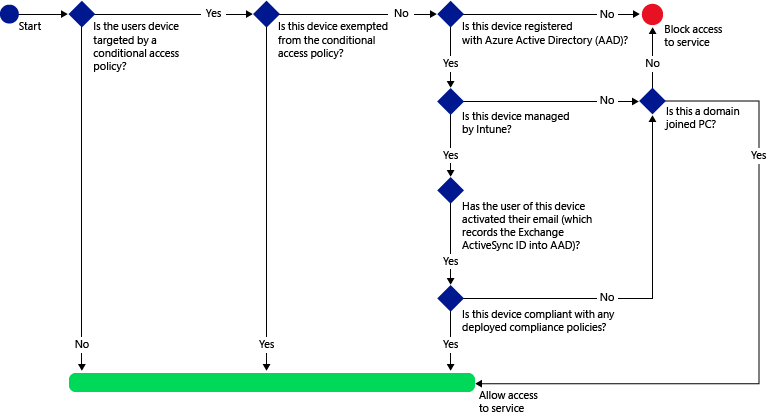 Start
Is the users device
targeted by a
conditional access
policy?
Yes
Is this device exempted
from the conditional
access policy?
No
Is this device registered
with Azure Active Directory (AAD)?
No
Block access
to service
Yes
No
Is this device managed
by Intune?
No
Is this a domain
joined PC?
Yes
Yes
Has the user of this device
activated their email (which
records the Exchange
ActiveSync ID into AAD)?
Yes
No
Is this device compliant with any
deployed compliance policies?
No
Yes
Yes
Allow access
to service